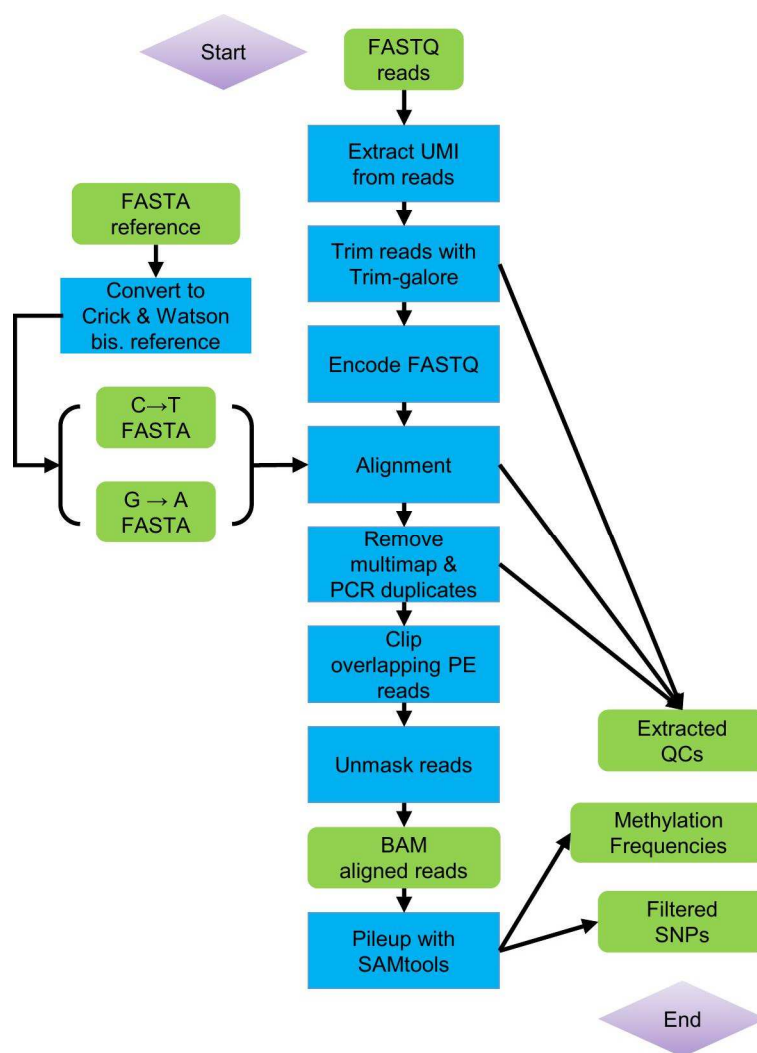 Start
FASTQ
reads
Extract UMI
from reads
FASTA
reference
Trim reads with
Trim-galore
Convert to
Crick & Watson
bis. reference
Encode FASTQ
C→T
FASTA
Alignment
G → A
FASTA
Remove
multimap &
PCR duplicates
Clip
overlapping PE
reads
Extracted
QCs
Unmask reads
Methylation
Frequencies
BAM
aligned reads
Filtered
SNPs
Pileup with
SAMtools
End